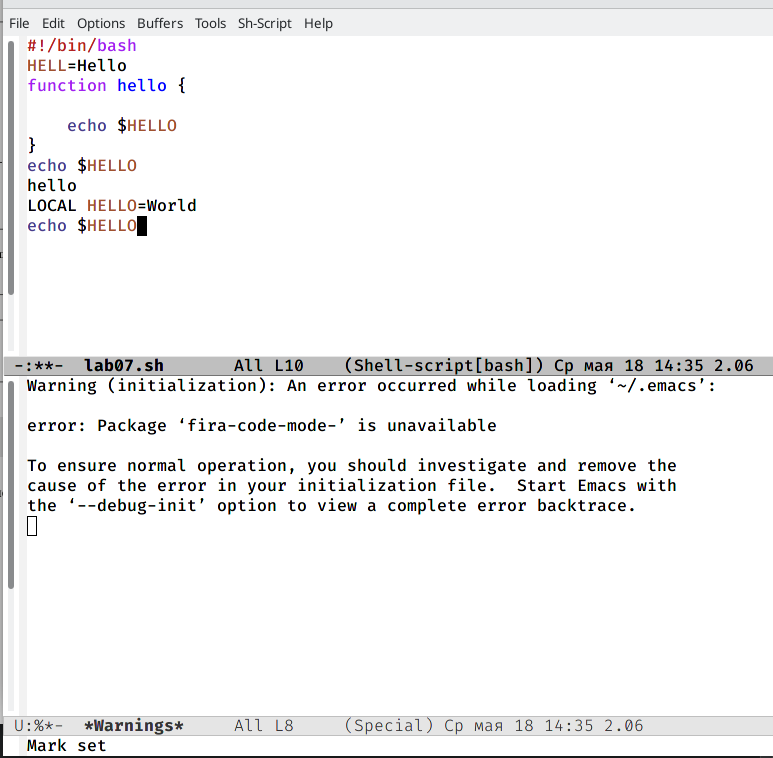 File Edit Options Buffers Tools Sh-Script Help
#!/bin/bash
HELL=Hello
function hello {
    echo $HELLO
}
echo $HELLO
hello
LOCAL HELLO=World
echo $HELLO
-:**-  lab07.sh       All L10    (Shell-script[bash]) Ср мая 18 14:35 2.06
Warning (initialization): An error occurred while loading ‘~/.emacs’:
error: Package ‘fira-code-mode-’ is unavailable
To ensure normal operation, you should investigate and remove the
cause of the error in your initialization file.  Start Emacs with
the ‘--debug-init’ option to view a complete error backtrace.
U:%*-  *Warnings*     All L8     (Special) Ср мая 18 14:35 2.06
Mark set